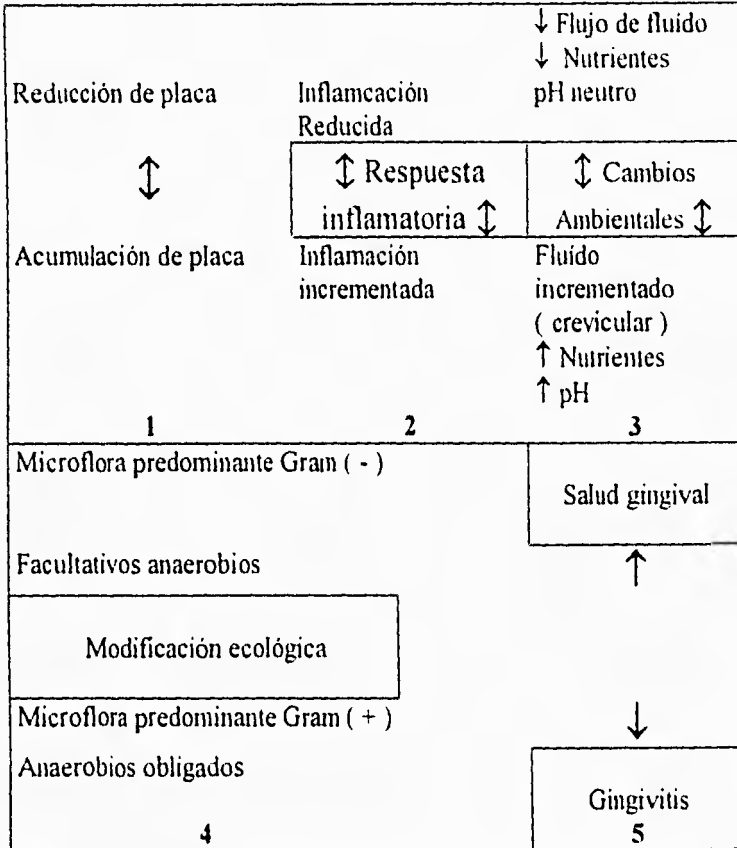 ↓ Flujo de fluído
↓ Nutrientes
pH neutro
Reducción de placa
Inflamcación
Reducida
↕
↕ Respuesta
inflamatoria ↕
↕ Cambios
Ambientales ↕
Acumulación de placa
Inflamación
incrementada
Fluído
incrementado
( crevicular )
↑ Nutrientes
↑ pH
1
2
3
Microflora predominante Gram ( - )
Salud gingival
Facultativos anaerobios
↑
Modificación ecológica
Microflora predominante Gram ( + )
↓
Anaerobios obligados
Gingivitis
4
5